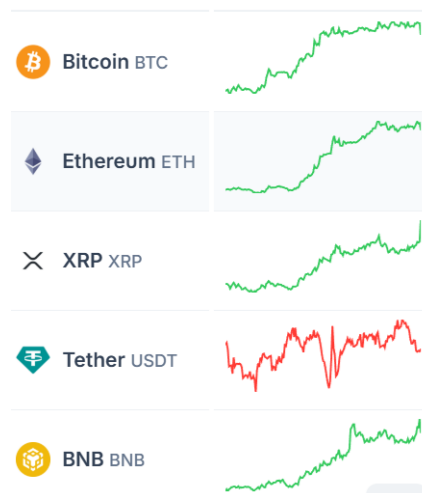 Bitcoin BTC
Ethereum ETH
XRP XRP
Tether USDT
BNB BNB